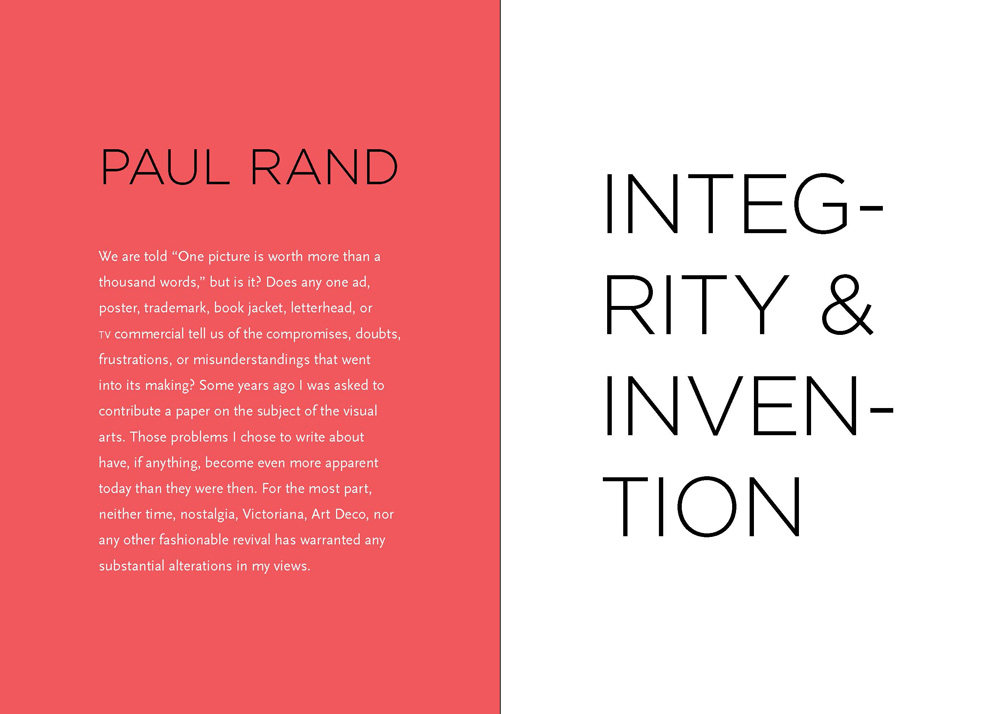 PAUL RAND
We are told “One picture is worth more than a
thousand words,” but is it? Does any one ad,
poster, trademark, book jacket, letterhead, or
TV commercial tell us of the compromises, doubts,
frustrations, or misunderstandings that went
into its making? Some years ago I was asked to
contribute a paper on the subject of the visual
arts. Those problems I chose to write about
have, if anything, become even more apparent
today than they were then. For the most part,
neither time, nostalgia, Victoriana, Art Deco, nor
any other fashionable revival has warranted any
substantial alterations in my views.
INTEG-
RITY &
INVEN-
TION